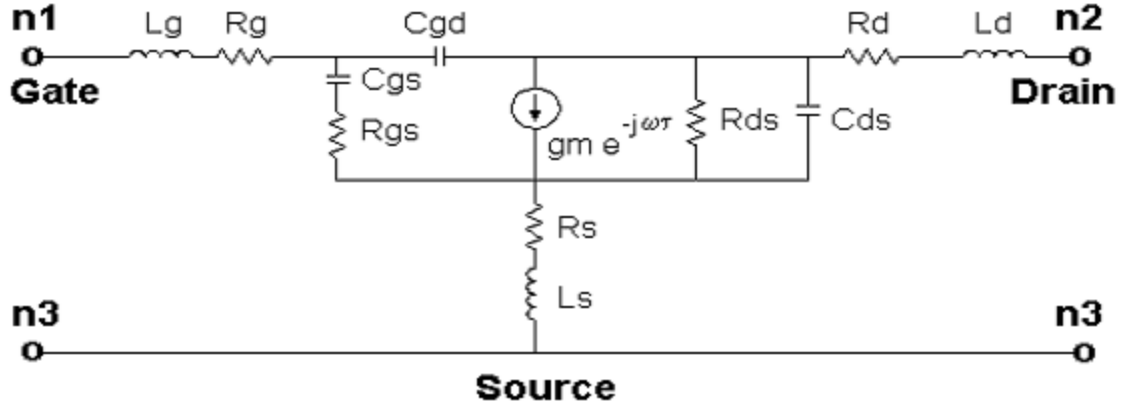 n1 Lg Rg Cgd Rd Ld n2
Gate Drain
Cgs
Rgs
gm e -jωτ
Rds
Cds
Rs
Ls
n3 n3
Source